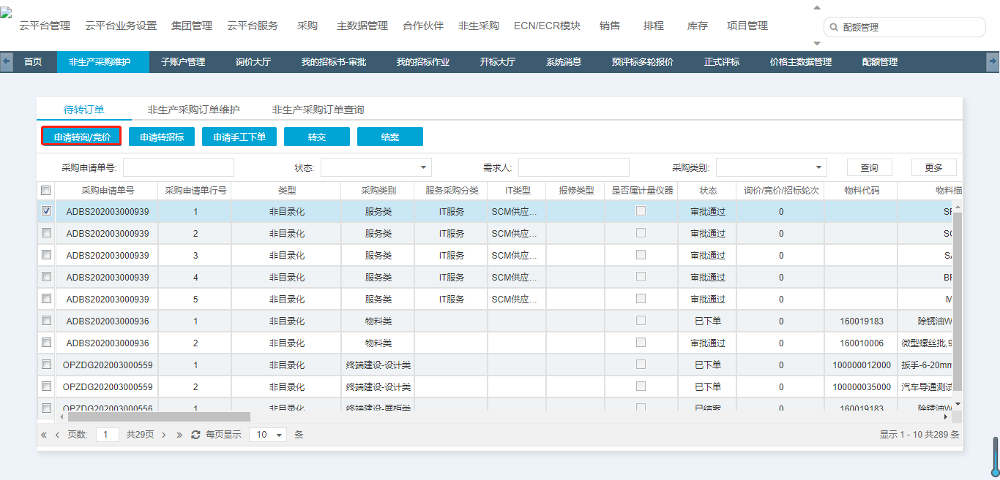 云平台管理 云平台业务设置 集团管理 云平台服务 采购 主数据管理 合作伙伴 非生采购 ECN/ECR模块 销售 排程 库存 项目管理 配额管理
首页 非生产采购维护 子账户管理 询价大厅 我的招标书-审批 我的招标作业 开标大厅 系统消息 预评标多轮报价 正式评标 价格主数据管理 配额管理
待转订单 非生产采购订单维护 非生产采购订单查询
申请转询/竞价 申请转招标 申请手工下单 转交 结案
采购申请单号: 状态: 需求人: 采购类别: 查询 更多
采购申请单号 采购申请单行号 类型 采购类别 服务采购分类 IT类型 报修类型 是否属计量仪器 状态 询价/竞价/招标轮次 物料代码 物料描
ADBS202003000939 1 非目录化 服务类 IT服务 SCM供应... 审批通过 0
ADBS202003000939 2 非目录化 服务类 IT服务 SCM供应... 审批通过 0
ADBS202003000939 3 非目录化 服务类 IT服务 SCM供应... 审批通过 0
ADBS202003000939 4 非目录化 服务类 IT服务 SCM供应... 审批通过 0
ADBS202003000939 5 非目录化 服务类 IT服务 SCM供应... 审批通过 0 M
ADBS202003000936 1 非目录化 物料类 已下单 0 160019183 除锈油W
ADBS202003000936 2 非目录化 物料类 审批通过 0 160010006 微型螺丝批,9
OPZDG202003000559 1 非目录化 终端建设-设计类 已下单 0 100000012000 扳手-6-20mm
OPZDG202003000559 2 非目录化 终端建设-设计类 已下单 0 100000035000 汽车导通测试
OPZDG202003000556 1 非目录化 终端建设-展柜类 已结案 0 160019183 除锈油W
« ‹ 页数: 1 共29页 › » 每页显示 10 条 显示 1 - 10 共289 条